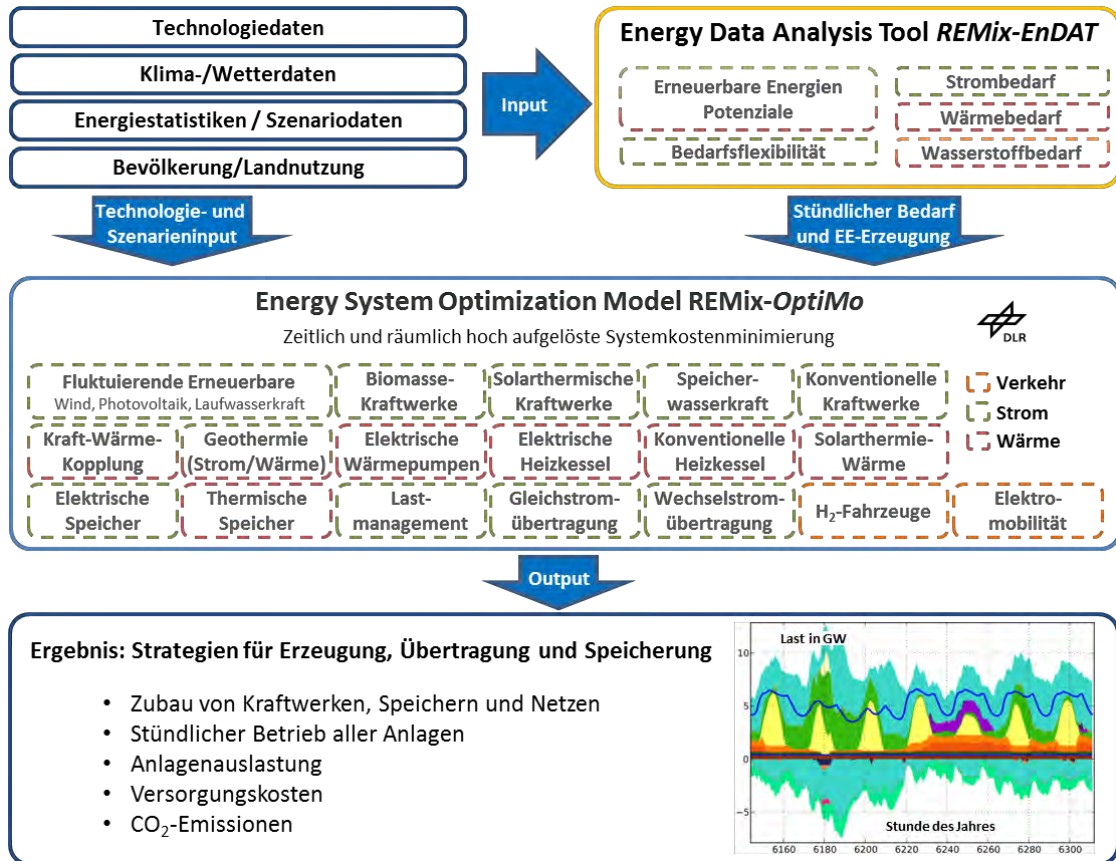 Technologiedaten
Klima-/Wetterdaten
Energiestatistiken / Szenariodaten
Bevölkerung/Landnutzung
Input
Energy Data Analysis Tool REMix-EnDAT
Erneuerbare Energien
Potenziale
Bedarfsflexibilität
Strombedarf
Wärmebedarf
Wasserstoffbedarf
Technologie- und
Szenarieninput
Stündlicher Bedarf
und EE-Erzeugung
Energy System Optimization Model REMix-OptiMo
Zeitlich und räumlich hoch aufgelöste Systemkostenminimierung
DLR
Fluktuierende Erneuerbare
Wind, Photovoltaik, Laufwasserkraft
Biomasse-
Kraftwerke
Solarthermische
Kraftwerke
Speicher-
wasserkraft
Konventionelle
Kraftwerke
Verkehr
Strom
Wärme
Kraft-Wärme-
Kopplung
Geothermie
(Strom/Wärme)
Elektrische
Wärmepumpen
Elektrische
Heizkessel
Konventionelle
Heizkessel
Solarthermie-
Wärme
Elektrische
Speicher
Thermische
Speicher
Last-
management
Gleichstrom-
übertragung
Wechselstrom-
übertragung
H₂-Fahrzeuge
Elektro-
mobilität
Output
Ergebnis: Strategien für Erzeugung, Übertragung und Speicherung
• Zubau von Kraftwerken, Speichern und Netzen
• Stündlicher Betrieb aller Anlagen
• Anlagenauslastung
• Versorgungskosten
• CO₂-Emissionen
Last in GW
10
5
0
−5
Stunde des Jahres
6160 6180 6200 6220 6240 6260 6280 6300